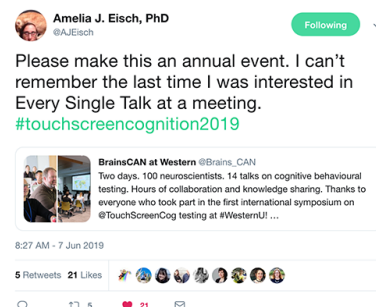 Amelia J. Eisch, PhD
@AJEisch
Following
Please make this an annual event. I can't
remember the last time I was interested in
Every Single Talk at a meeting.
#touchscreencognition2019
BrainsCAN at Western @Brains_CAN
Two days. 100 neuroscientists. 14 talks on cognitive behavioural
testing. Hours of collaboration and knowledge sharing. Thanks to
everyone who took part in the first international symposium on
@TouchScreenCog testing at #WesternU! ...
8:27 AM - 7 Jun 2019
5 Retweets 21 Likes
5 21